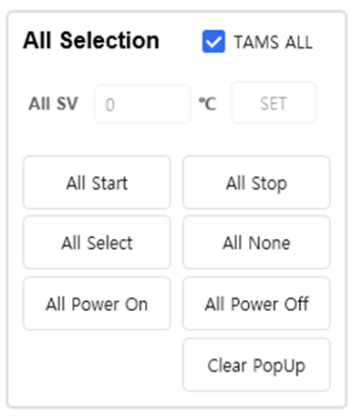 All Selection TAMS ALL
All SV 0 ℃ SET
All Start All Stop
All Select All None
All Power On All Power Off
Clear PopUp